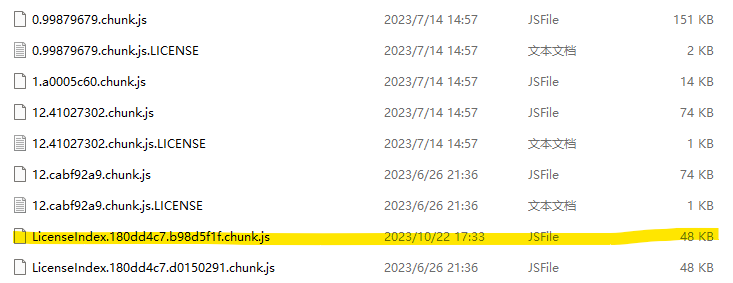 0.99879679.chunk.js 2023/7/14 14:57 JSFile 151 KB
0.99879679.chunk.js.LICENSE 2023/7/14 14:57 文本文档 2 KB
1.a0005c60.chunk.js 2023/7/14 14:57 JSFile 14 KB
12.41027302.chunk.js 2023/7/14 14:57 JSFile 74 KB
12.41027302.chunk.js.LICENSE 2023/7/14 14:57 文本文档 1 KB
12.cabf92a9.chunk.js 2023/6/26 21:36 JSFile 74 KB
12.cabf92a9.chunk.js.LICENSE 2023/6/26 21:36 文本文档 1 KB
LicenseIndex.180dd4c7.b98d5f1f.chunk.js 2023/10/22 17:33 JSFile 48 KB
LicenseIndex.180dd4c7.d0150291.chunk.js 2023/6/26 21:36 JSFile 48 KB